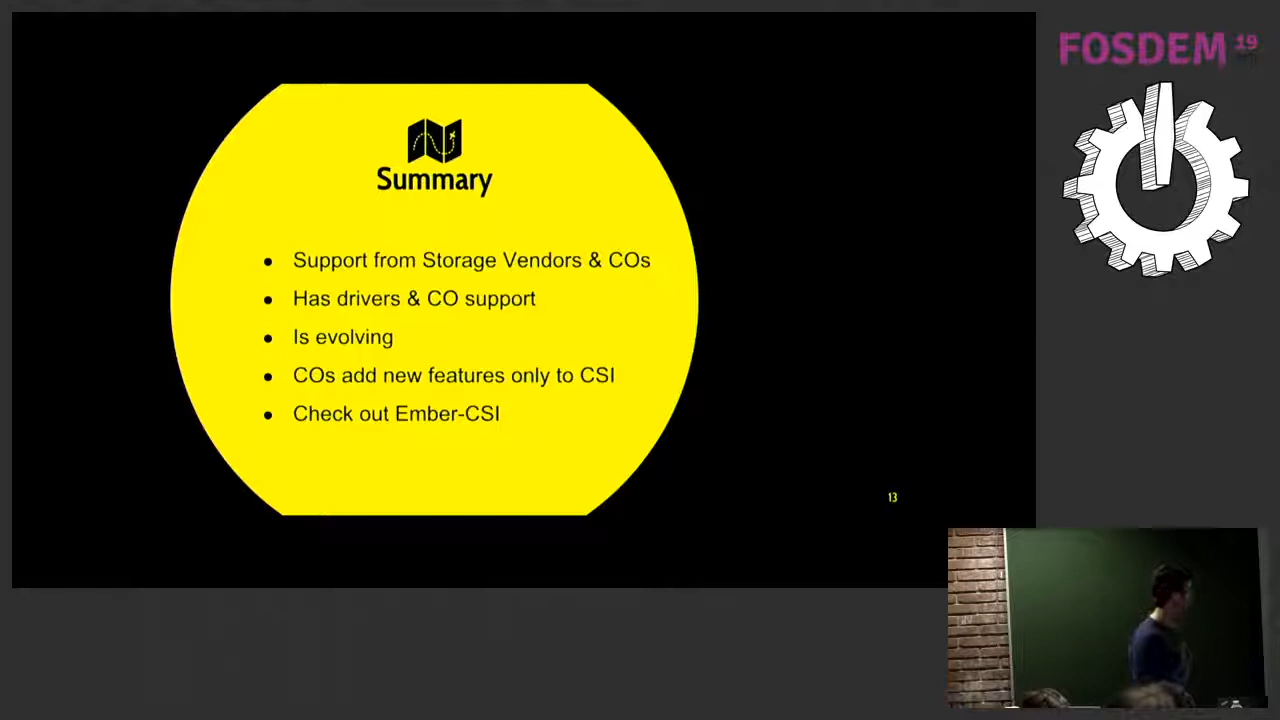 FOSDEM 19
Summary
● Support from Storage Vendors & COs
● Has drivers & CO support
● Is evolving
● COs add new features only to CSI
● Check out Ember-CSI
13